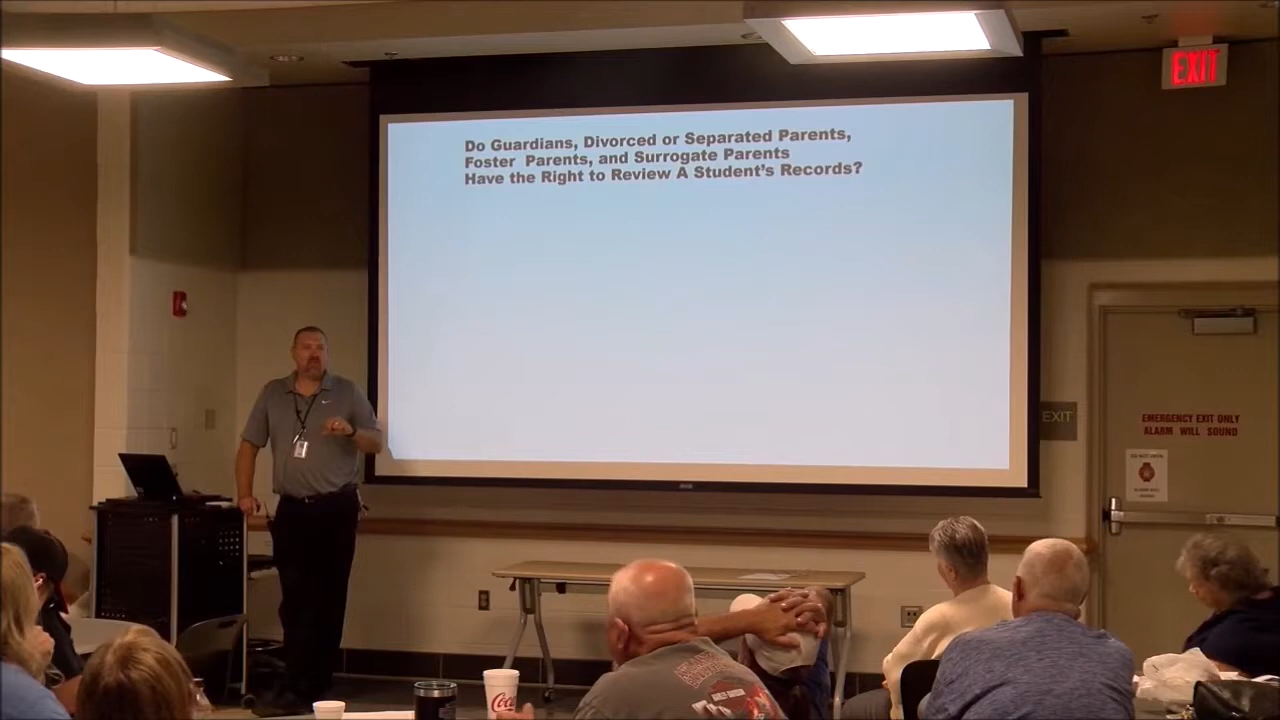 EXIT
Do Guardians, Divorced or Separated Parents,
Foster  Parents, and Surrogate Parents
Have the Right to Review A Student's Records?
EXIT
EMERGENCY EXIT ONLY
ALARM WILL SOUND
Coca